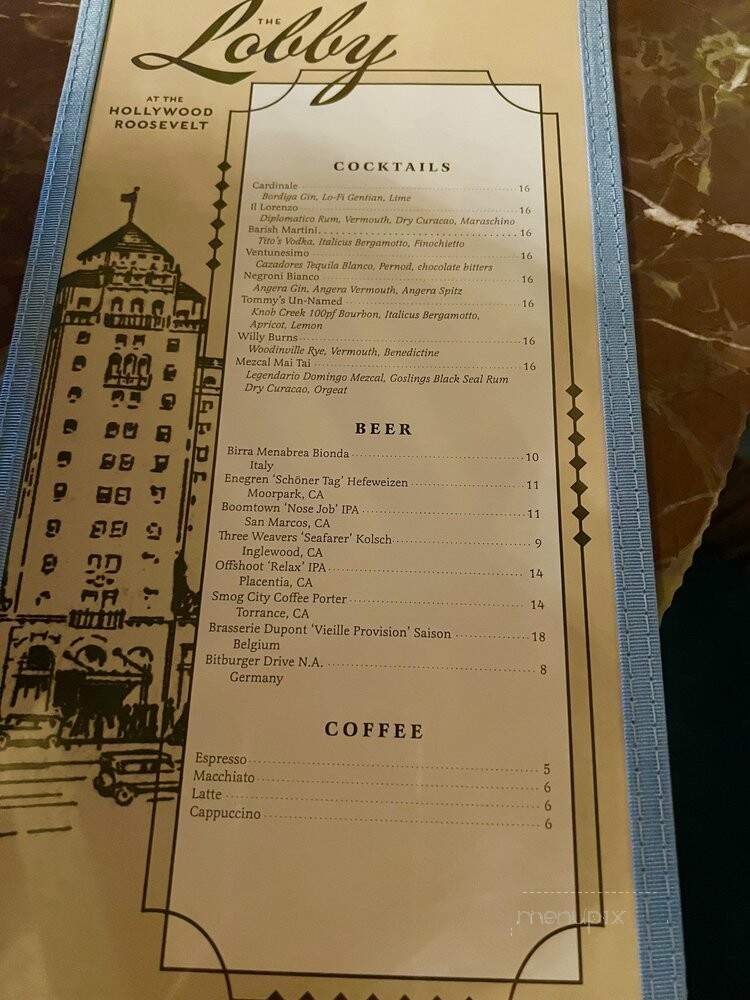 THE
Lobby
AT THE
HOLLYWOOD
ROOSEVELT
COCKTAILS
Cardinale 16
Bordiga Gin, Lo-Fi Gentian, Lime
Il Lorenzo 16
Diplomatico Rum, Vermouth, Dry Curacao, Maraschino
Barish Martini 16
Tito's Vodka, Italicus Bergamotto, Finochietto
Ventunesimo 16
Cazadores Tequila Blanco, Pernod, chocolate bitters
Negroni Bianco 16
Angera Gin, Angera Vermouth, Angera Spitz
Tommy's Un-Named 16
Knob Creek 100pf Bourbon, Italicus Bergamotto,
Apricot, Lemon
Willy Burns 16
Woodinville Rye, Vermouth, Benedictine
Mezcal Mai Tai 16
Legendario Domingo Mezcal, Goslings Black Seal Rum
Dry Curacao, Orgeat
BEER
Birra Menabrea Bionda 10
Italy
Enegren 'Schöner Tag' Hefeweizen 11
Moorpark, CA
Boomtown 'Nose Job' IPA 11
San Marcos, CA
Three Weavers 'Seafarer' Kolsch 9
Inglewood, CA
Offshoot 'Relax' IPA 14
Placentia, CA
Smog City Coffee Porter 14
Torrance, CA
Brasserie Dupont 'Vieille Provision' Saison 18
Belgium
Bitburger Drive N.A. 8
Germany
COFFEE
Espresso 5
Macchiato 6
Latte 6
Cappuccino 6
menupix